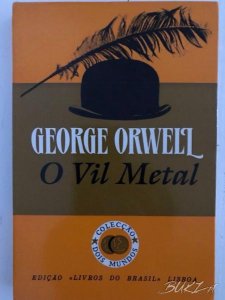 GEORGE ORWELL
O Vil Metal
COLECÇÃO
DOIS MUNDOS
EDIÇÃO «LIVROS DO BRASIL» LISBOA